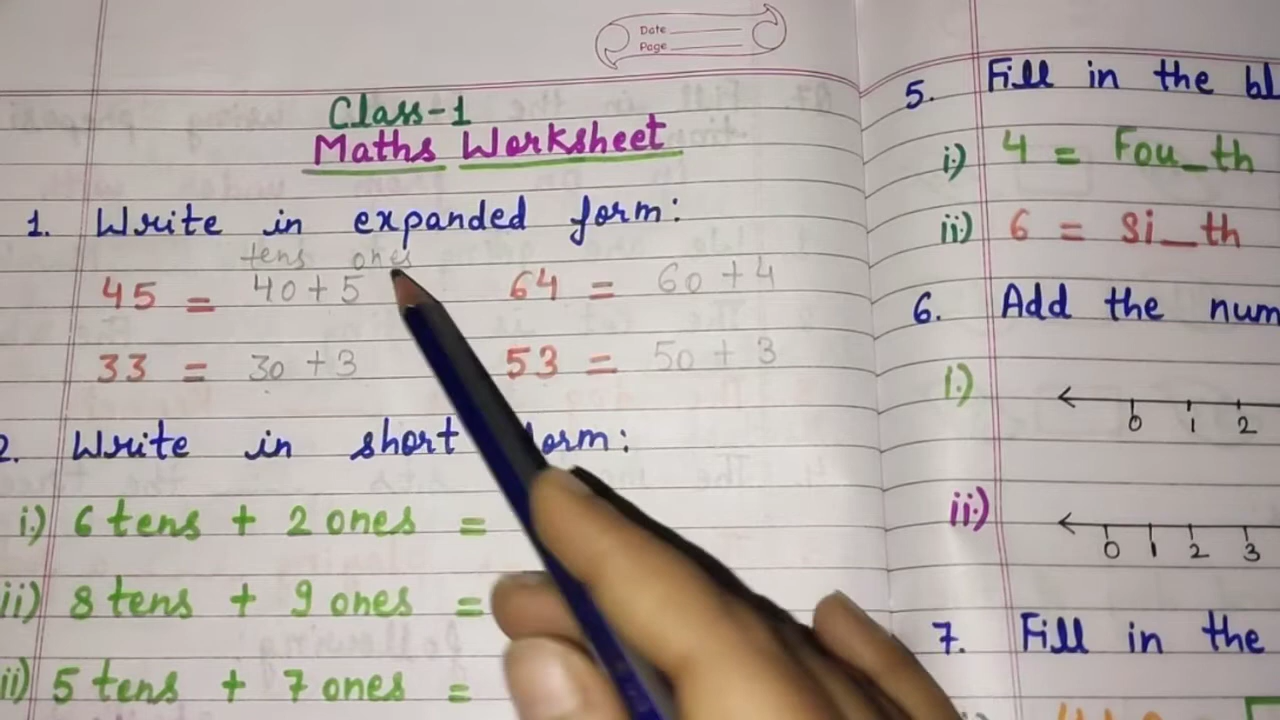 Date
Page
Class-1
Maths Worksheet
1. Write in expanded form:
tens ones
45 = 40+5 64 = 60 +4
33 = 30 +3 53 = 50 + 3
2. Write in short form:
i.) 6 tens + 2 ones =
ii) 8 tens + 9 ones =
ii) 5 tens + 7 ones =
5. Fill in the bl
i.) 4 = Fou_th
ii.) 6 = Si_th
6. Add the num
i.)
0 1 2
ii.)
0 1 2 3
7. Fill in the